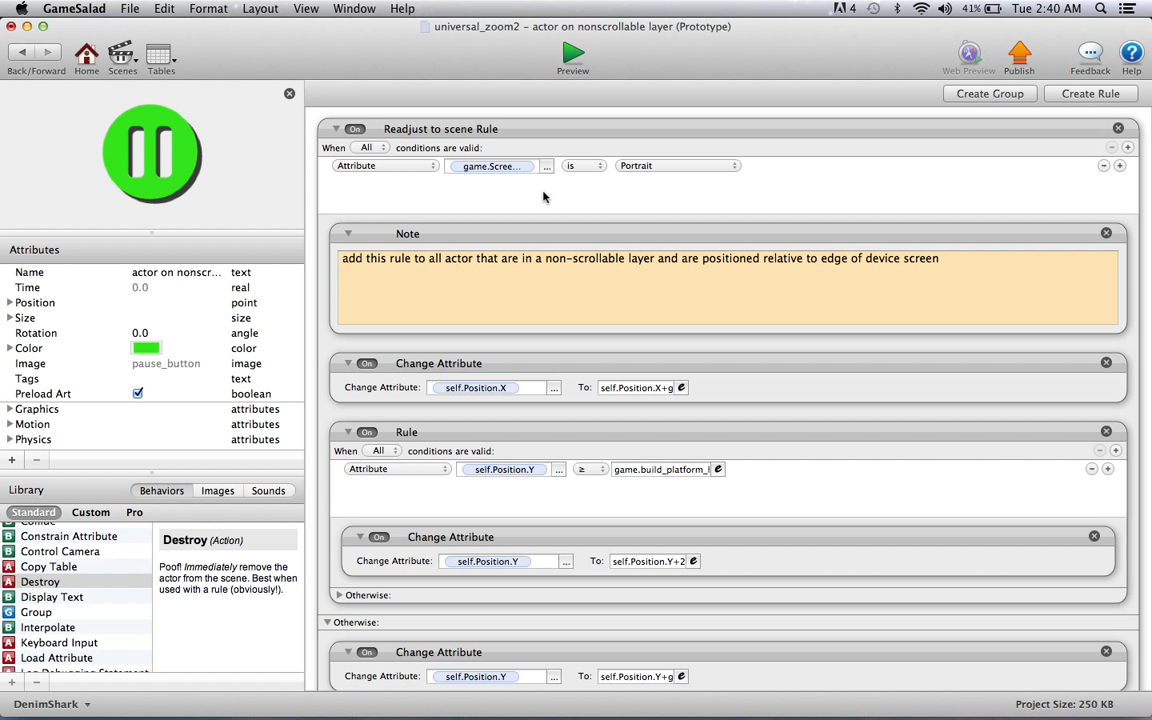 GameSalad File Edit Format Layout View Window Help 4 41% Tue 2:40 AM
universal_zoom2 – actor on nonscrollable layer (Prototype)
Back/Forward Home Scenes Tables Preview Web Preview Publish Feedback Help
Create Group Create Rule
On Readjust to scene Rule
When All conditions are valid:
Attribute game.Scree... ... is Portrait
Note
add this rule to all actor that are in a non-scrollable layer and are positioned relative to edge of device screen
On Change Attribute
Change Attribute: self.Position.X ... To: self.Position.X+g e
On Rule
When All conditions are valid:
Attribute self.Position.Y ... ≥ game.build_platform_l e
On Change Attribute
Change Attribute: self.Position.Y ... To: self.Position.Y+2 e
Otherwise:
Otherwise:
On Change Attribute
Change Attribute: self.Position.Y ... To: self.Position.Y+g e
Attributes
Name actor on nonscr... text
Time 0.0 real
Position point
Size size
Rotation 0.0 angle
Color color
Image pause_button image
Tags text
Preload Art boolean
Graphics attributes
Motion attributes
Physics attributes
Library Behaviors Images Sounds
Standard Custom Pro
Collide
B Constrain Attribute
B Control Camera
A Copy Table
A Destroy
B Display Text
G Group
B Interpolate
A Keyboard Input
A Load Attribute
Log Debugging Statement
Destroy (Action)
Poof! Immediately remove the
actor from the scene. Best when
used with a rule (obviously!).
DenimShark Project Size: 250 KB